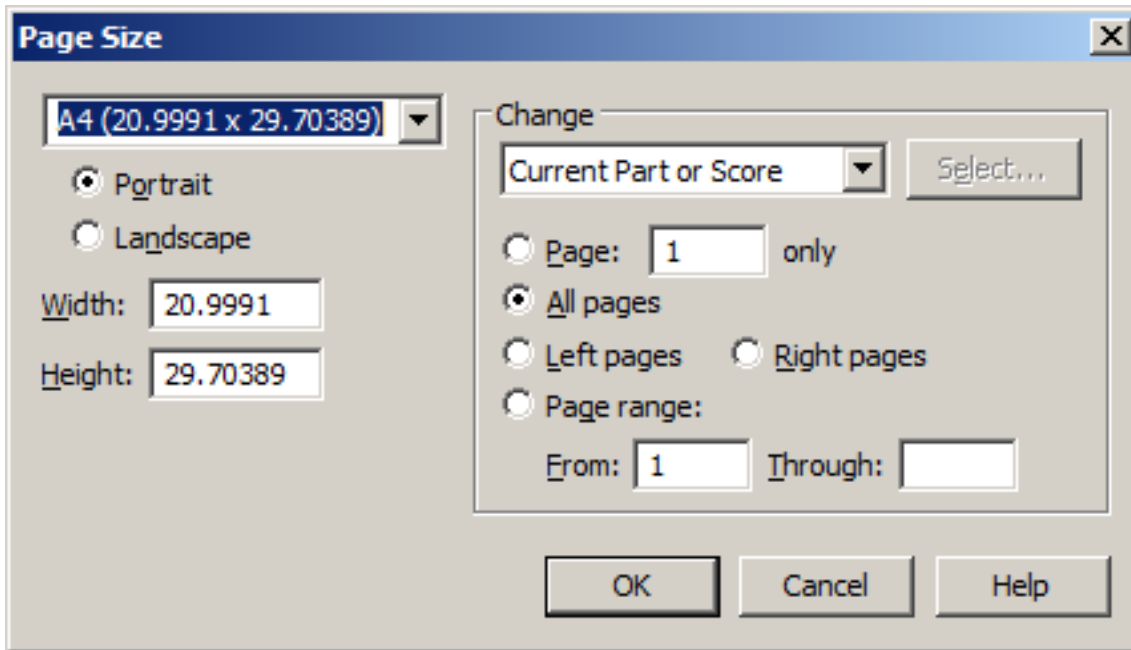 Page Size
A4 (20.9991 x 29.70389)
Portrait
Landscape
Width: 20.9991
Height: 29.70389
Change
Current Part or Score Select...
Page: 1 only
All pages
Left pages Right pages
Page range:
From: 1 Through:
OK Cancel Help